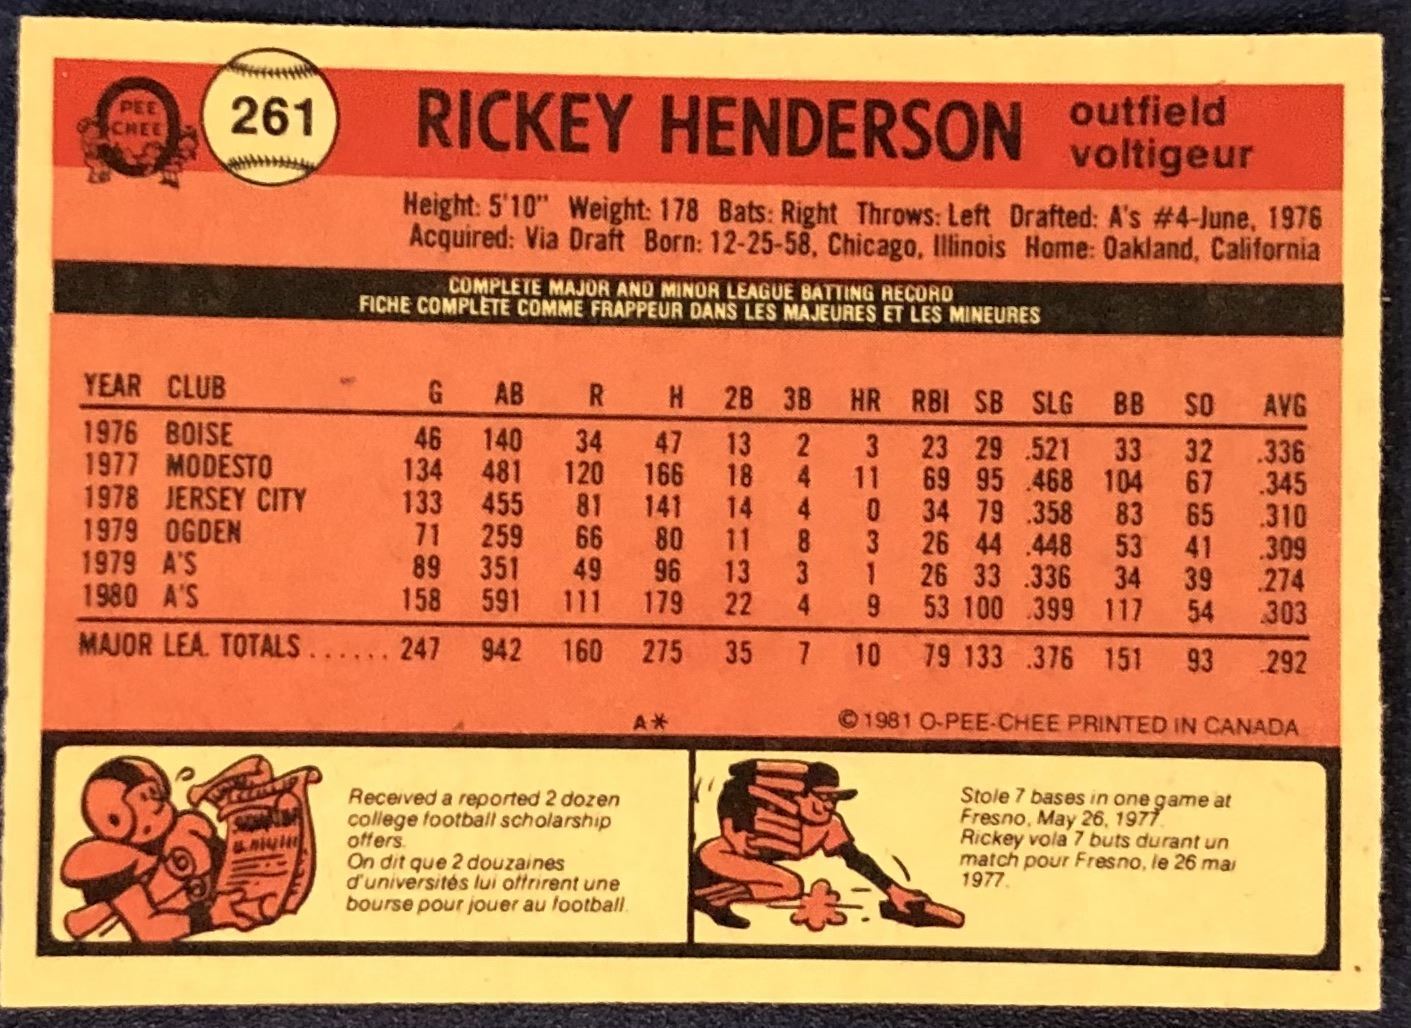 PEE
CHEE
261
RICKEY HENDERSON
outfield
voltigeur
Height: 5'10" Weight: 178 Bats: Right Throws: Left Drafted: A's #4-June, 1976
Acquired: Via Draft Born: 12-25-58, Chicago, Illinois Home: Oakland, California
COMPLETE MAJOR AND MINOR LEAGUE BATTING RECORD
FICHE COMPLÈTE COMME FRAPPEUR DANS LES MAJEURES ET LES MINEURES
YEAR CLUB G AB R H 2B 3B HR RBI SB SLG BB SO AVG
1976 BOISE 46 140 34 47 13 2 3 23 29 .521 33 32 .336
1977 MODESTO 134 481 120 166 18 4 11 69 95 .468 104 67 .345
1978 JERSEY CITY 133 455 81 141 14 4 0 34 79 .358 83 65 .310
1979 OGDEN 71 259 66 80 11 8 3 26 44 .448 53 41 .309
1979 A'S 89 351 49 96 13 3 1 26 33 .336 34 39 .274
1980 A'S 158 591 111 179 22 4 9 53 100 .399 117 54 .303
MAJOR LEA. TOTALS ...... 247 942 160 275 35 7 10 79 133 .376 151 93 .292
A* © 1981 O-PEE-CHEE PRINTED IN CANADA
Received a reported 2 dozen
college football scholarship
offers.
On dit que 2 douzaines
d'universités lui offrirent une
bourse pour jouer au football.
Stole 7 bases in one game at
Fresno, May 26, 1977.
Rickey vola 7 buts durant un
match pour Fresno, le 26 mai
1977.